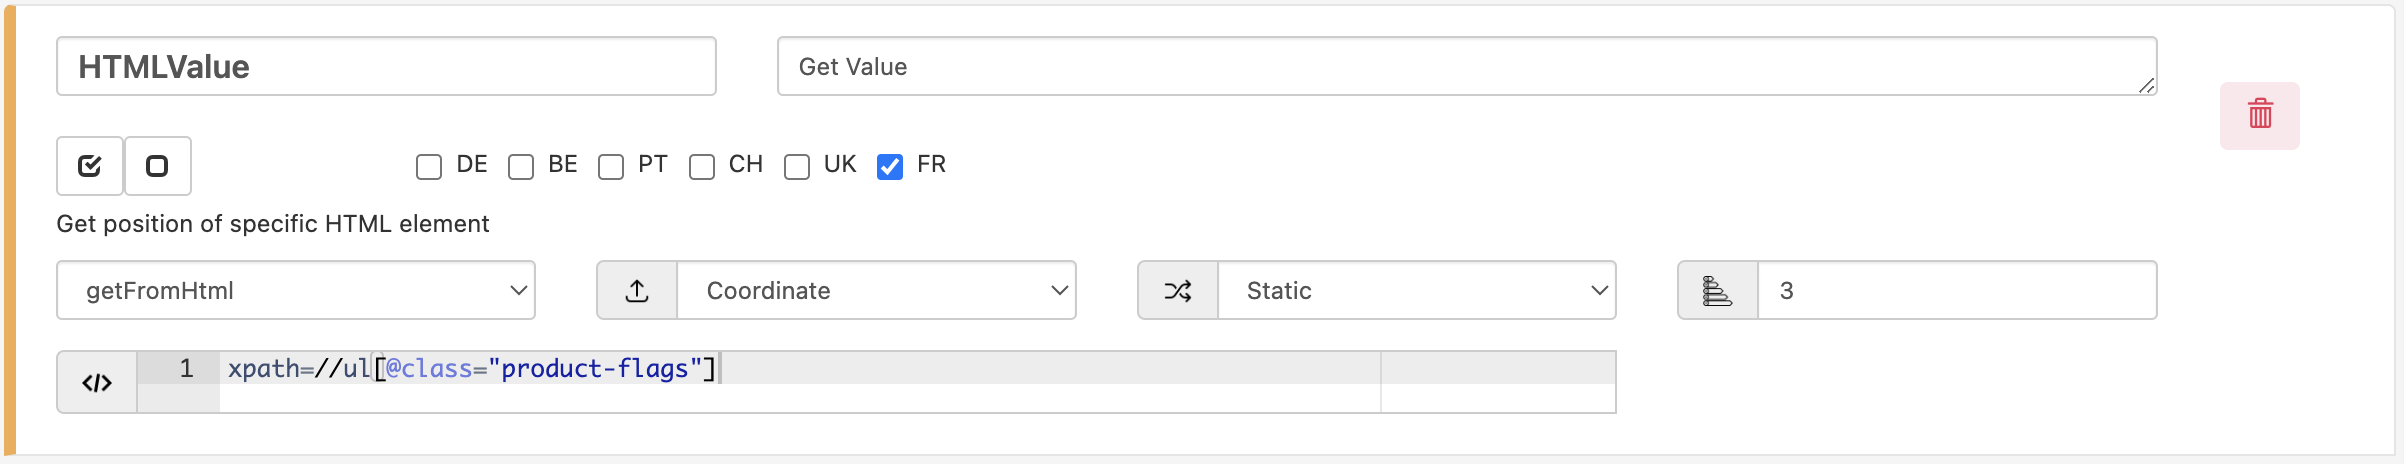 HTMLValue
Get Value
DE BE PT CH UK FR
Get position of specific HTML element
getFromHtml
Coordinate
Static
3
</>
1 xpath=//ul[@class="product-flags"]